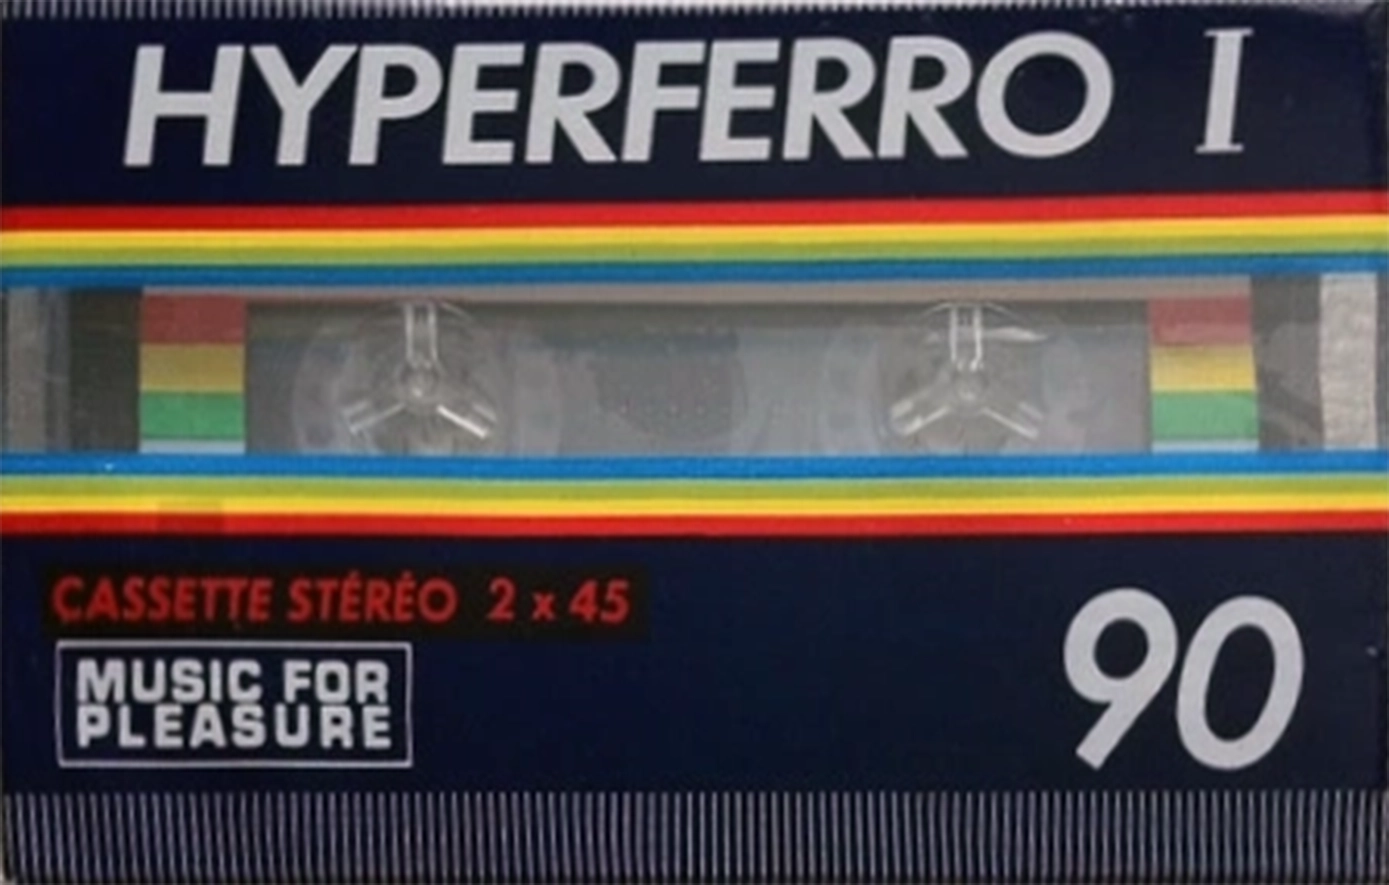 HYPERFERRO I
CASSETTE STÉRÉO 2 x 45
MUSIC FOR
PLEASURE
90